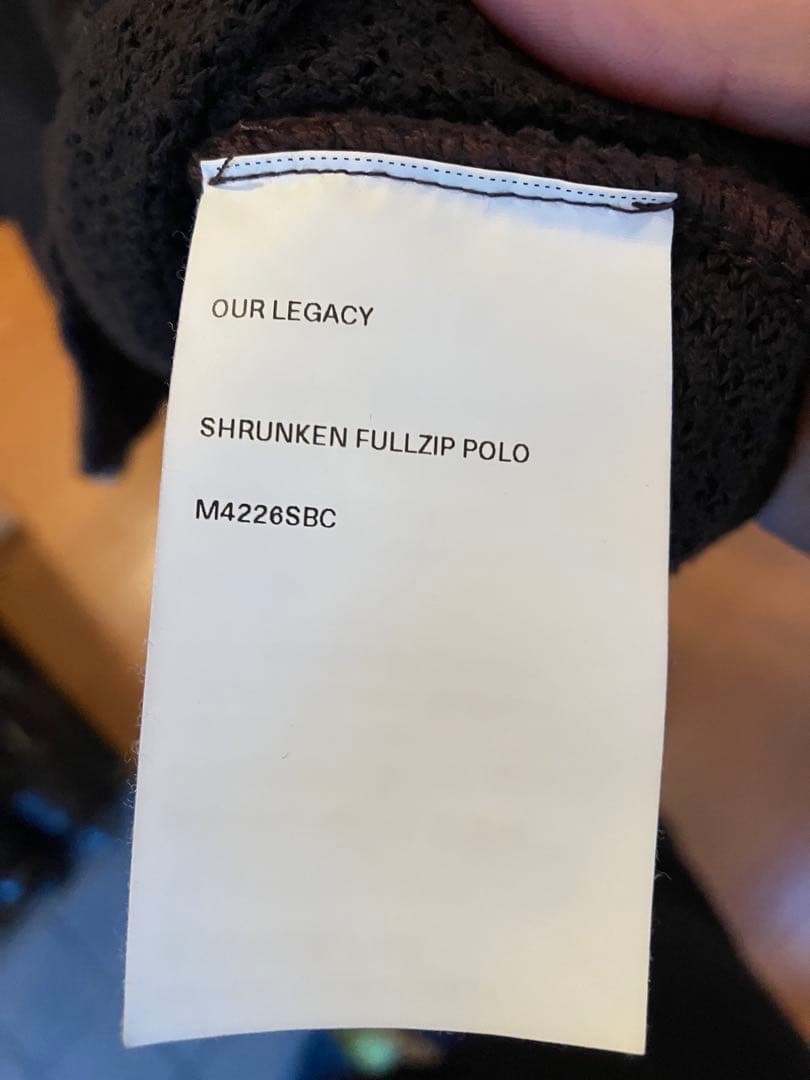 OUR LEGACY
SHRUNKEN FULLZIP POLO
M4226SBC